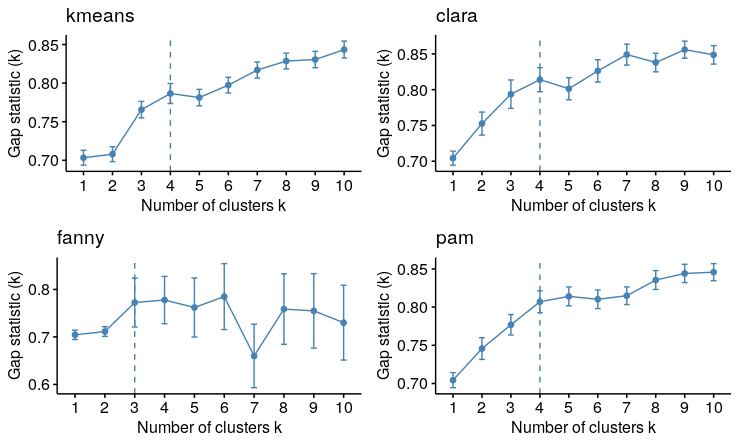 kmeans
Gap statistic (k)
0.85
0.80
0.75
0.70
1 2 3 4 5 6 7 8 9 10
Number of clusters k
clara
Gap statistic (k)
0.85
0.80
0.75
0.70
1 2 3 4 5 6 7 8 9 10
Number of clusters k
fanny
Gap statistic (k)
0.8
0.7
0.6
1 2 3 4 5 6 7 8 9 10
Number of clusters k
pam
Gap statistic (k)
0.85
0.80
0.75
0.70
1 2 3 4 5 6 7 8 9 10
Number of clusters k